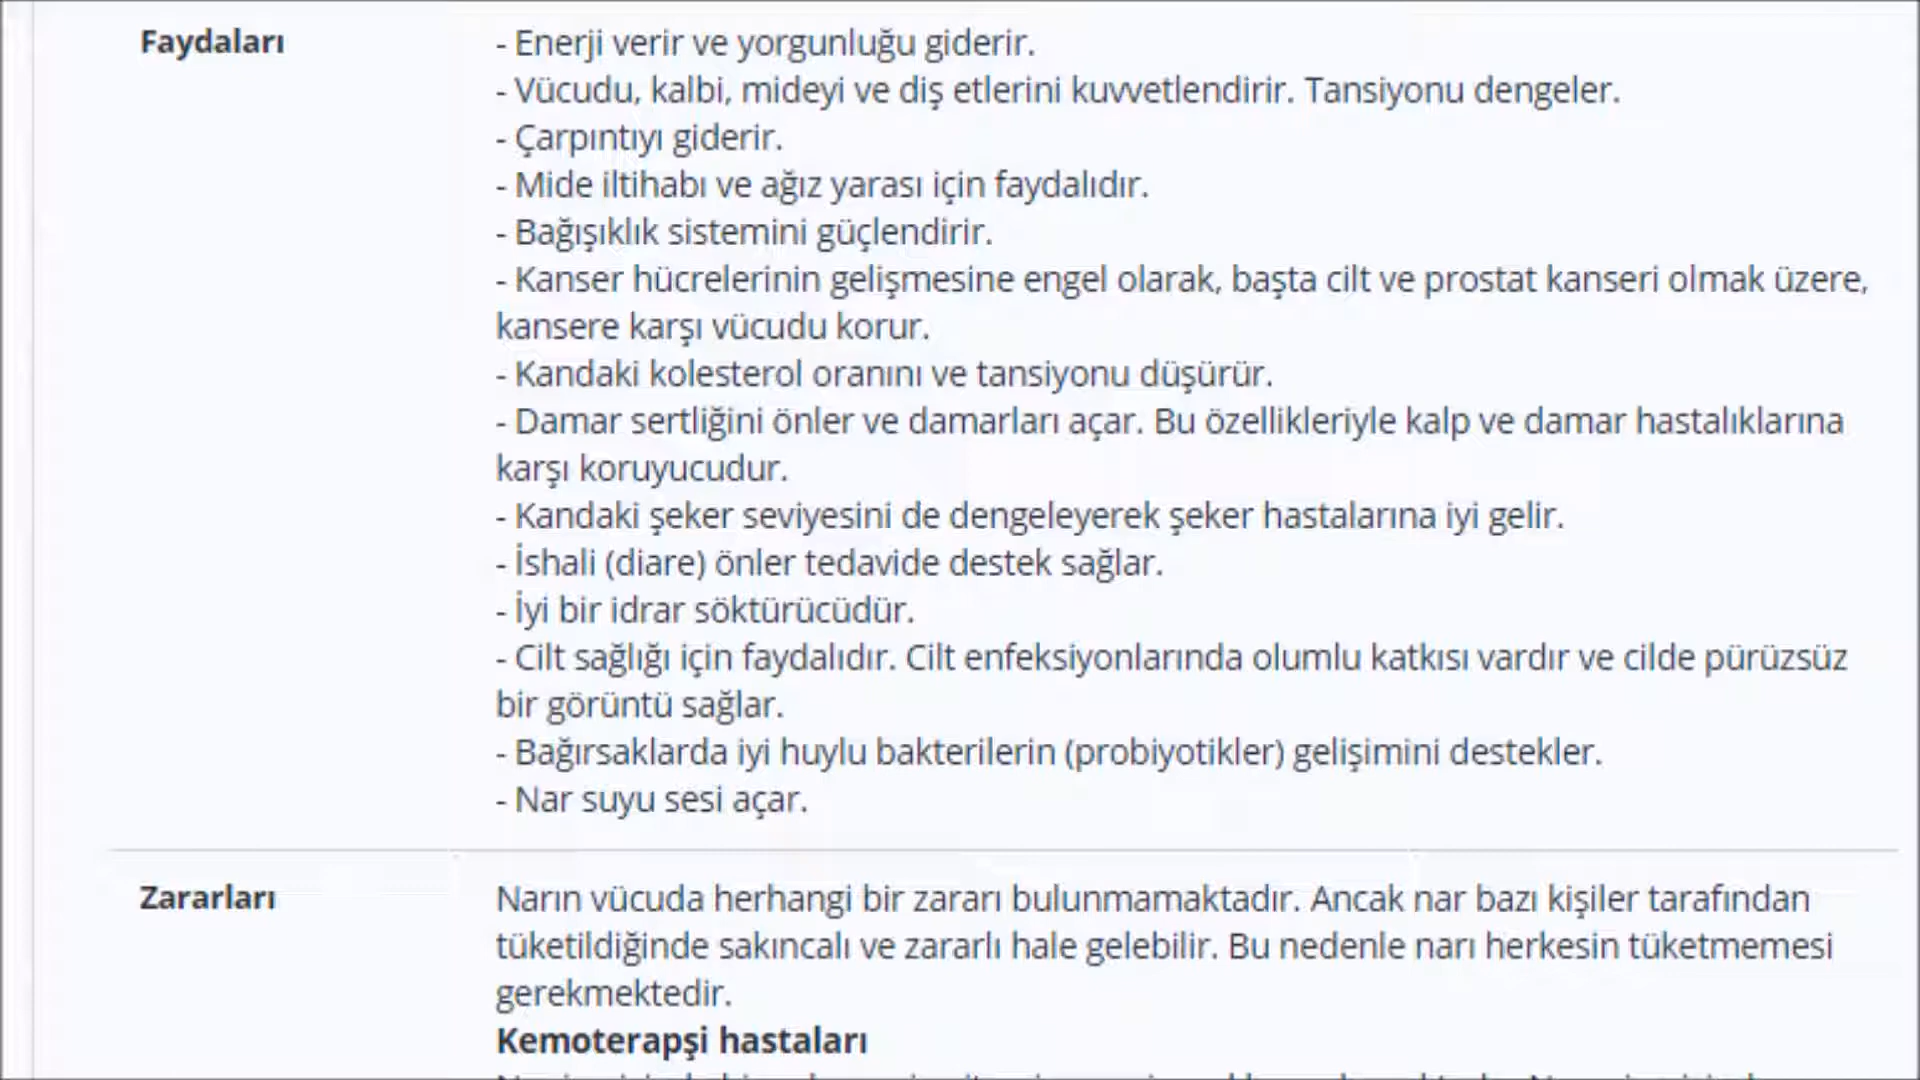 Faydaları
- Enerji verir ve yorgunluğu giderir.
- Vücudu, kalbi, mideyi ve diş etlerini kuvvetlendirir. Tansiyonu dengeler.
- Çarpıntıyı giderir.
- Mide iltihabı ve ağız yarası için faydalıdır.
- Bağışıklık sistemini güçlendirir.
- Kanser hücrelerinin gelişmesine engel olarak, başta cilt ve prostat kanseri olmak üzere,
kansere karşı vücudu korur.
- Kandaki kolesterol oranını ve tansiyonu düşürür.
- Damar sertliğini önler ve damarları açar. Bu özellikleriyle kalp ve damar hastalıklarına
karşı koruyucudur.
- Kandaki şeker seviyesini de dengeleyerek şeker hastalarına iyi gelir.
- İshali (diare) önler tedavide destek sağlar.
- İyi bir idrar söktürücüdür.
- Cilt sağlığı için faydalıdır. Cilt enfeksiyonlarında olumlu katkısı vardır ve cilde pürüzsüz
bir görüntü sağlar.
- Bağırsaklarda iyi huylu bakterilerin (probiyotikler) gelişimini destekler.
- Nar suyu sesi açar.
Zararları
Narın vücuda herhangi bir zararı bulunmamaktadır. Ancak nar bazı kişiler tarafından
tüketildiğinde sakıncalı ve zararlı hale gelebilir. Bu nedenle narı herkesin tüketmemesi
gerekmektedir.
Kemoterapşi hastaları